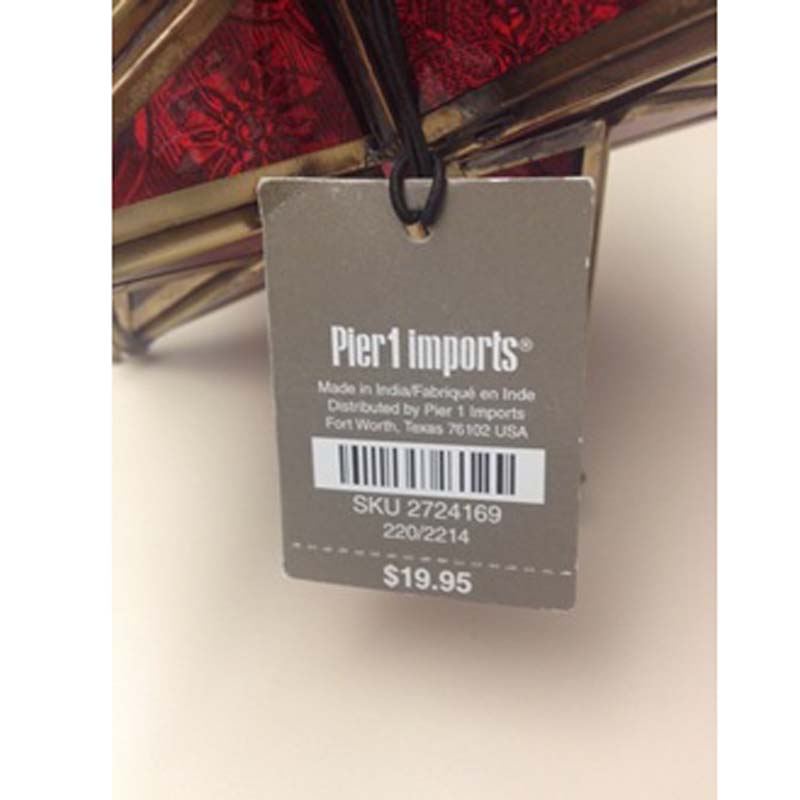 Pier1 imports®
Made in India/Fabriqué en Inde
Distributed by Pier 1 Imports
Fort Worth, Texas 76102 USA
SKU 2724169
220/2214
$19.95